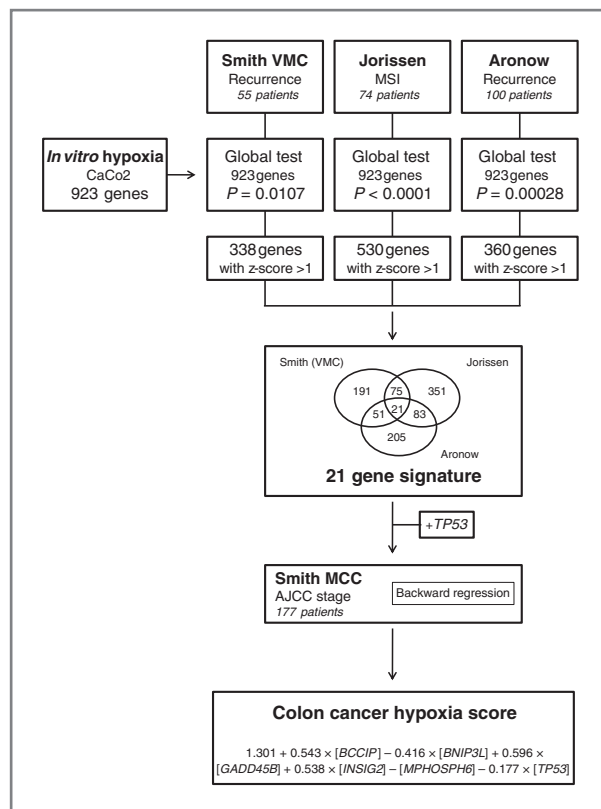 Smith VMC
Recurrence
55 patients
Jorissen
MSI
74 patients
Aronow
Recurrence
100 patients
In vitro hypoxia
CaCo2
923 genes
Global test
923genes
P = 0.0107
Global test
923genes
P < 0.0001
Global test
923 genes
P = 0.00028
338genes
with z-score >1
530genes
with z-score >1
360genes
with z-score >1
Smith (VMC)
Jorissen
191
75
351
51
21
83
205
Aronow
21 gene signature
+TP53
Smith MCC
AJCC stage
177 patients
Backward regression
Colon cancer hypoxia score
1.301 + 0.543 × [BCCIP] – 0.416 × [BNIP3L] + 0.596 ×
[GADD45B] + 0.538 × [INSIG2] – [MPHOSPH6] – 0.177 × [TP53]